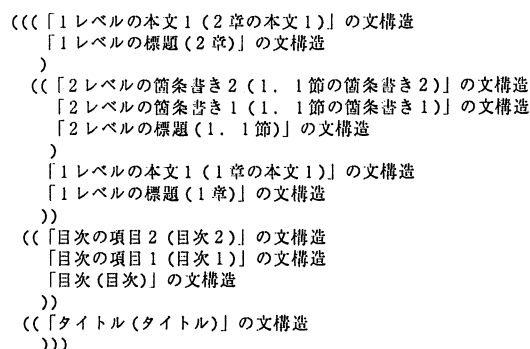 (((「1レベルの本文1(2章の本文1)」の文構造
「1レベルの標題(2章)」の文構造
)
((「2レベルの箇条書き2(1.1節の箇条書き2)」の文構造
「2レベルの箇条書き1(1.1節の箇条書き1)」の文構造
「2レベルの標題(1.1節)」の文構造
)
「1レベルの本文1(1章の本文1)」の文構造
「1レベルの標題(1章)」の文構造
))
((「目次の項目2(目次2)」の文構造
「目次の項目1(目次1)」の文構造
「目次(目次)」の文構造
))
((「タイトル(タイトル)」の文構造
)))